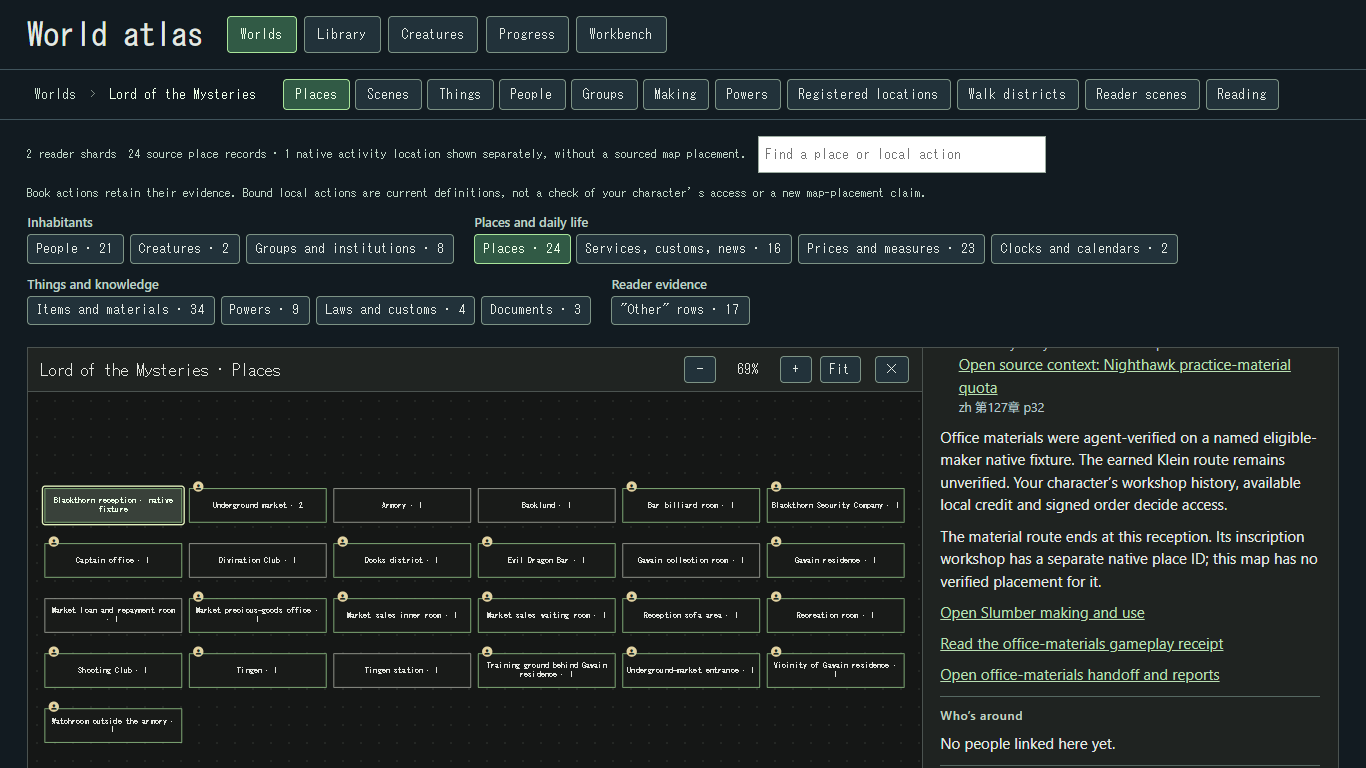 World atlas
Worlds
Library
Creatures
Progress
Workbench
Worlds > Lord of the Mysteries
Places
Scenes
Things
People
Groups
Making
Powers
Registered locations
Walk districts
Reader scenes
Reading
2 reader shards 24 source place records · 1 native activity location shown separately, without a sourced map placement.
Find a place or local action
Book actions retain their evidence. Bound local actions are current definitions, not a check of your character's access or a new map-placement claim.
Inhabitants
People · 21
Creatures · 2
Groups and institutions · 8
Places and daily life
Places · 24
Services, customs, news · 16
Prices and measures · 23
Clocks and calendars · 2
Things and knowledge
Items and materials · 34
Powers · 9
Laws and customs · 4
Documents · 3
Reader evidence
"Other" rows · 17
Lord of the Mysteries · Places
−
69%
+
Fit
×
Blackthorn reception · native
fixture
Underground market · 2
Armory · 1
Backlund · 1
Bar billiard room · 1
Blackthorn Security Company · 1
Captain office · 1
Divination Club · 1
Docks district · 1
Evil Dragon Bar · 1
Gawain collection room · 1
Gawain residence · 1
Market loan and repayment room
· 1
Market precious-goods office ·
1
Market sales inner room · 1
Market sales waiting room · 1
Reception sofa area · 1
Recreation room · 1
Shooting Club · 1
Tingen · 1
Tingen station · 1
Training ground behind Gawain
residence · 1
Underground-market entrance · 1
Vicinity of Gawain residence ·
1
Watchroom outside the armory ·
1
Open source context: Nighthawk practice-material
quota
zh 第127章 p32
Office materials were agent-verified on a named eligible-
maker native fixture. The earned Klein route remains
unverified. Your character's workshop history, available
local credit and signed order decide access.
The material route ends at this reception. Its inscription
workshop has a separate native place ID; this map has no
verified placement for it.
Open Slumber making and use
Read the office-materials gameplay receipt
Open office-materials handoff and reports
Who's around
No people linked here yet.